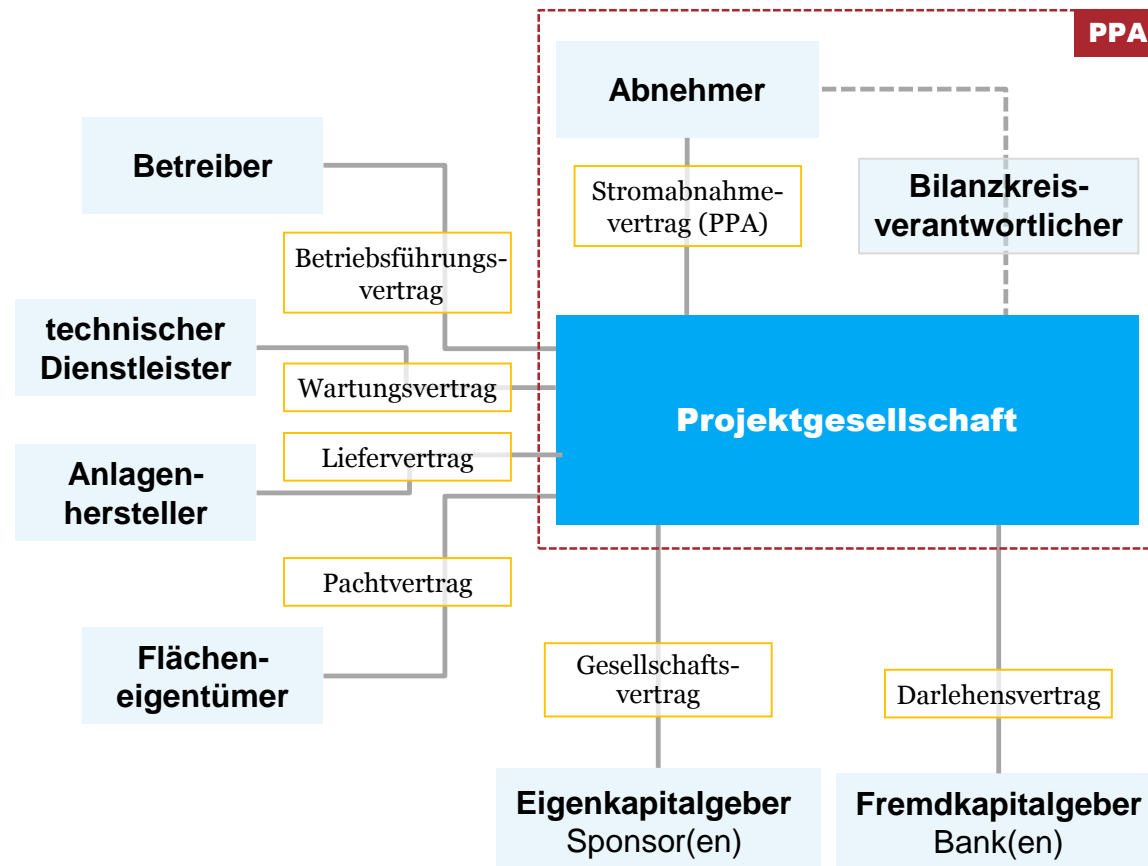 PPA
Abnehmer
Betreiber
Stromabnahme-
vertrag (PPA)
Bilanzkreis-
verantwortlicher
Betriebsführungs-
vertrag
technischer
Dienstleister
Wartungsvertrag
Projektgesellschaft
Liefervertrag
Anlagen-
hersteller
Pachtvertrag
Flächen-
eigentümer
Gesellschafts-
vertrag
Darlehensvertrag
Eigenkapitalgeber
Sponsor(en)
Fremdkapitalgeber
Bank(en)